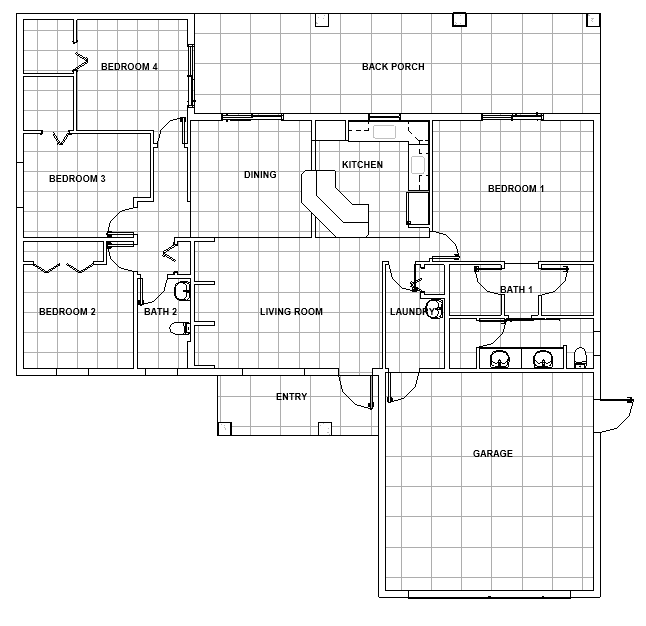 BEDROOM 4
BACK PORCH
KITCHEN
BEDROOM 3
DINING
BEDROOM 1
BATH 1
BEDROOM 2
BATH 2
LIVING ROOM
LAUNDRY
ENTRY
GARAGE